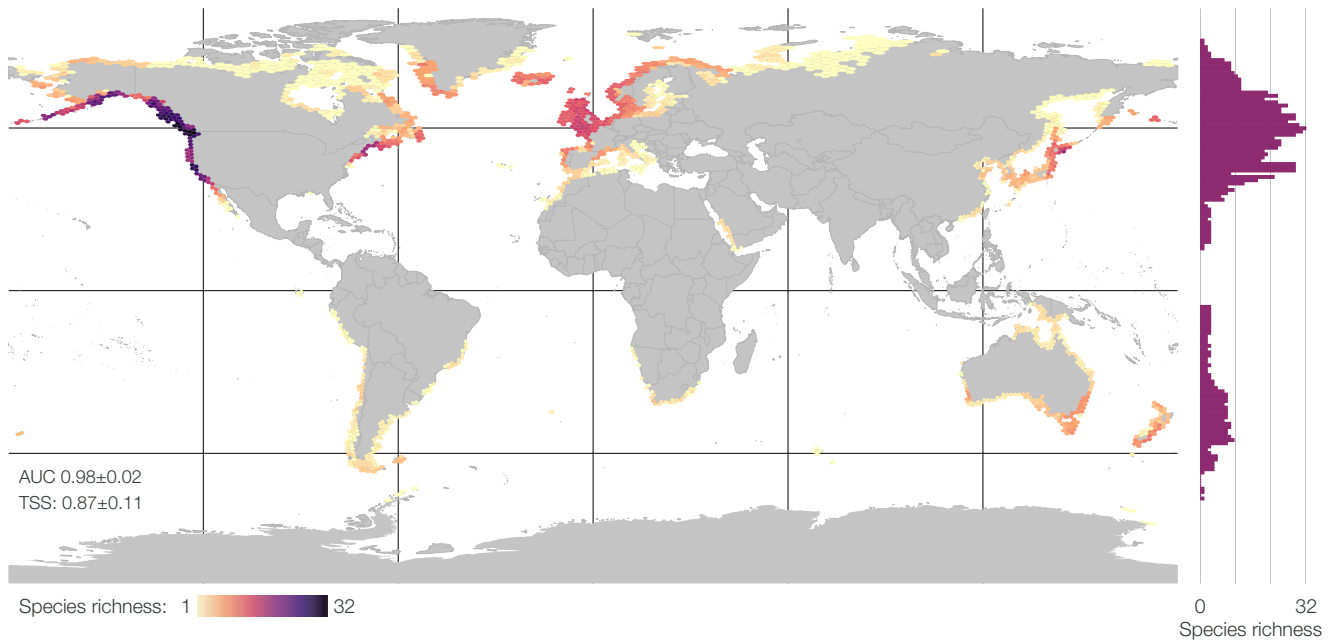 AUC 0.98±0.02
TSS: 0.87±0.11
Species richness: 1 32
0 32
Species richness